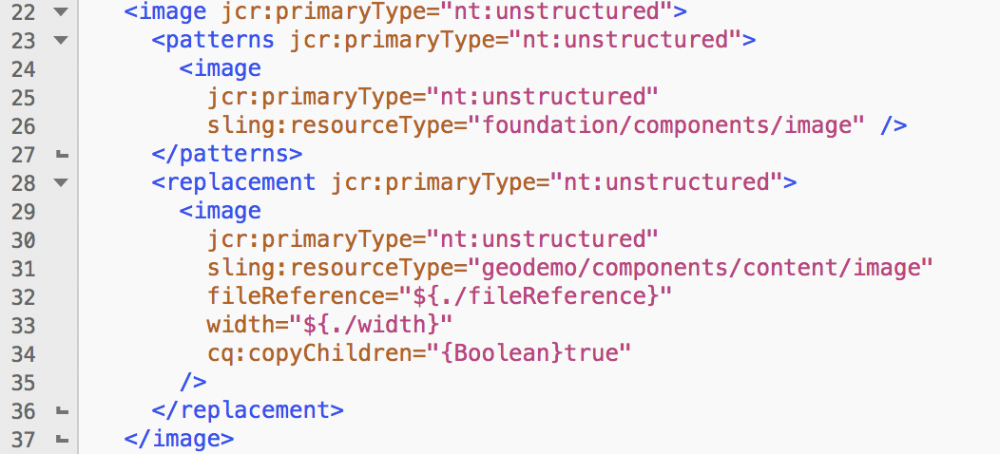 22 <image jcr:primaryType="nt:unstructured">
23 <patterns jcr:primaryType="nt:unstructured">
24 <image
25 jcr:primaryType="nt:unstructured"
26 sling:resourceType="foundation/components/image" />
27 </patterns>
28 <replacement jcr:primaryType="nt:unstructured">
29 <image
30 jcr:primaryType="nt:unstructured"
31 sling:resourceType="geodemo/components/content/image"
32 fileReference="${./fileReference}"
33 width="${./width}"
34 cq:copyChildren="{Boolean}true"
35 />
36 </replacement>
37 </image>